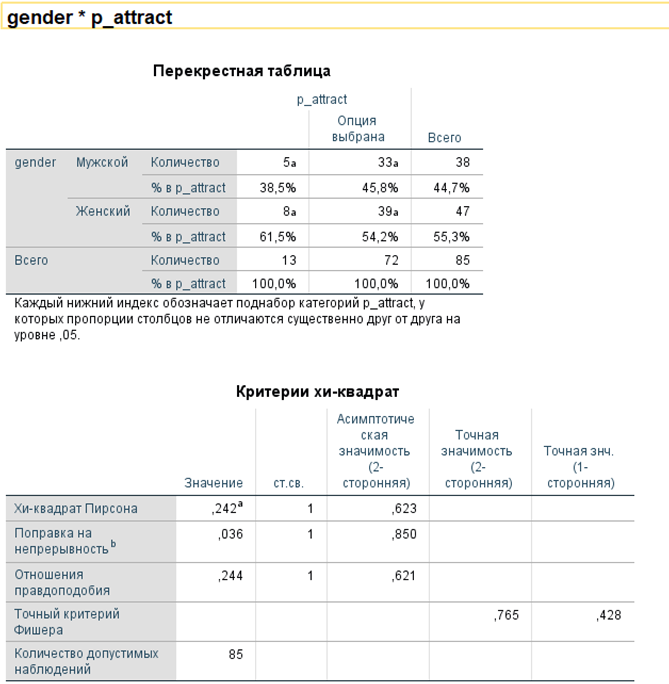 gender * p_attract
Перекрестная таблица
p_attract
Опция
выбрана
Всего
gender Мужской Количество 5a 33a 38
% в p_attract 38,5% 45,8% 44,7%
Женский Количество 8a 39a 47
% в p_attract 61,5% 54,2% 55,3%
Всего Количество 13 72 85
% в p_attract 100,0% 100,0% 100,0%
Каждый нижний индекс обозначает поднабор категорий p_attract, у
которых пропорции столбцов не отличаются существенно друг от друга на
уровне ,05.
Критерии хи-квадрат
Значение
ст.св.
Асимптотиче
ская
значимость
(2-
сторонняя)
Точная
значимость
(2-
сторонняя)
Точная знч.
(1-
сторонняя)
Хи-квадрат Пирсона ,242a 1 ,623
Поправка на
непрерывность b ,036 1 ,850
Отношения
правдоподобия ,244 1 ,621
Точный критерий
Фишера ,765 ,428
Количество допустимых
наблюдений 85